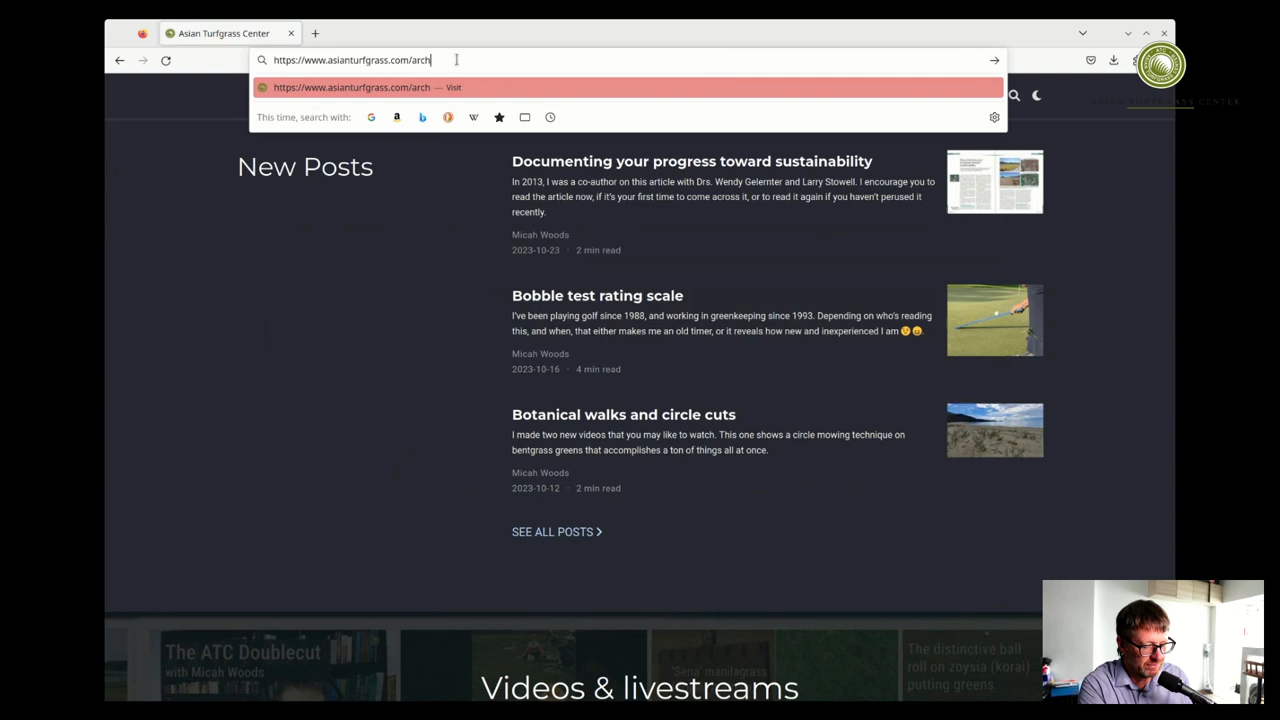 Asian Turfgrass Center
https://www.asianturfgrass.com/arch
https://www.asianturfgrass.com/arch — Visit
This time, search with:
New Posts
Documenting your progress toward sustainability
In 2013, I was a co-author on this article with Drs. Wendy Gelernter and Larry Stowell. I encourage you to
read the article now, if it's your first time to come across it, or to read it again if you haven't perused it
recently.
Micah Woods
2023-10-23 · 2 min read
Bobble test rating scale
I've been playing golf since 1988, and working in greenkeeping since 1993. Depending on who's reading
this, and when, that either makes me an old timer, or it reveals how new and inexperienced I am 🤨😄
Micah Woods
2023-10-16 · 4 min read
Botanical walks and circle cuts
I made two new videos that you may like to watch. This one shows a circle mowing technique on
bentgrass greens that accomplishes a ton of things all at once.
Micah Woods
2023-10-12 · 2 min read
SEE ALL POSTS
The ATC Doublecut
with Micah Woods
'Sena' manilagrass
The distinctive ball
roll on zoysia (korai)
putting greens
Videos & livestreams